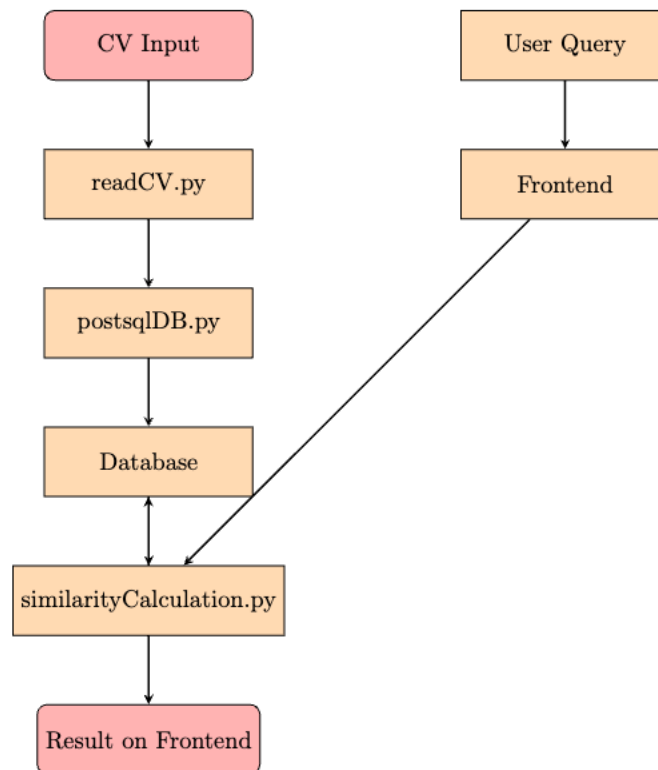 CV Input
User Query
readCV.py
Frontend
postsqlDB.py
Database
similarityCalculation.py
Result on Frontend